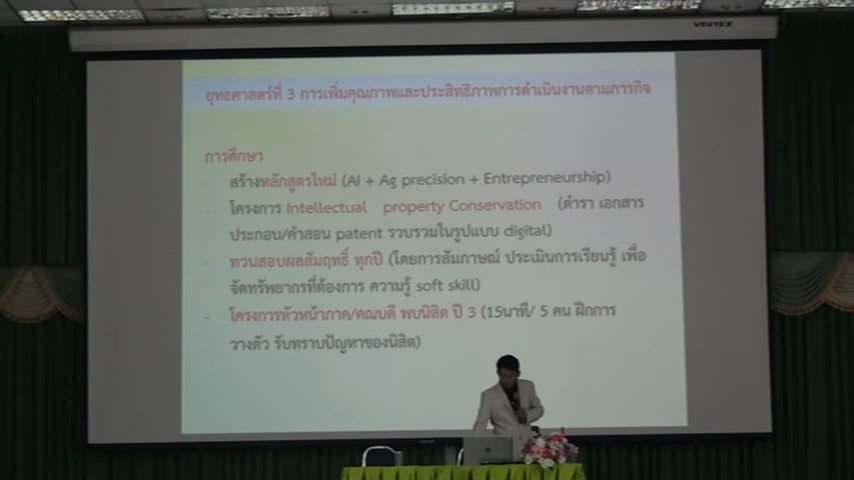 VERTEX
ยุทธศาสตร์ที่ 3 การเพิ่มคุณภาพและประสิทธิภาพการดำเนินงานตามภารกิจ
การศึกษา
- สร้างหลักสูตรใหม่ (AI + Ag precision + Entrepreneurship)
- โครงการ Intellectual property Conservation (ตำรา เอกสาร
ประกอบ/คำสอน patent รวบรวมในรูปแบบ digital)
- ทวนสอบผลสัมฤทธิ์ ทุกปี (โดยการสัมภาษณ์ ประเมินการเรียนรู้ เพื่อ
จัดทรัพยากรที่ต้องการ ความรู้ soft skill)
- โครงการหัวหน้าภาค/คณบดี พบนิสิต ปี 3 (15นาที/ 5 คน ฝึกการ
วางตัว รับทราบปัญหาของนิสิต)